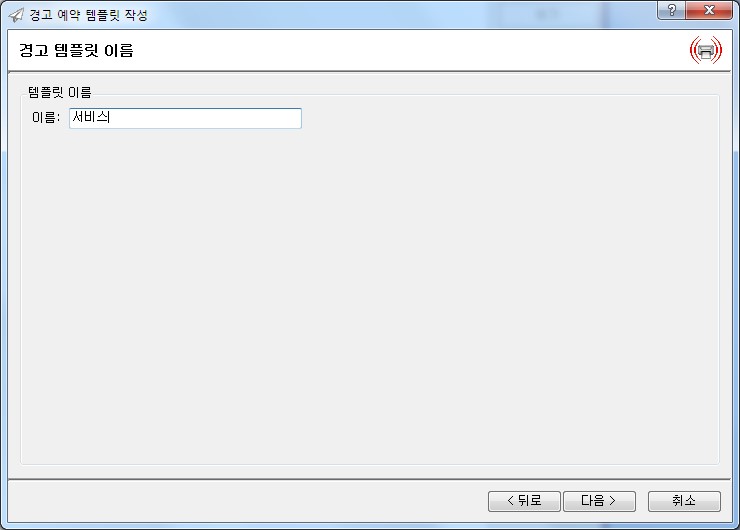 경고 예약 템플릿 작성
?
경고 템플릿 이름
템플릿 이름
이름: 서비스
< 뒤로 다음 > 취소